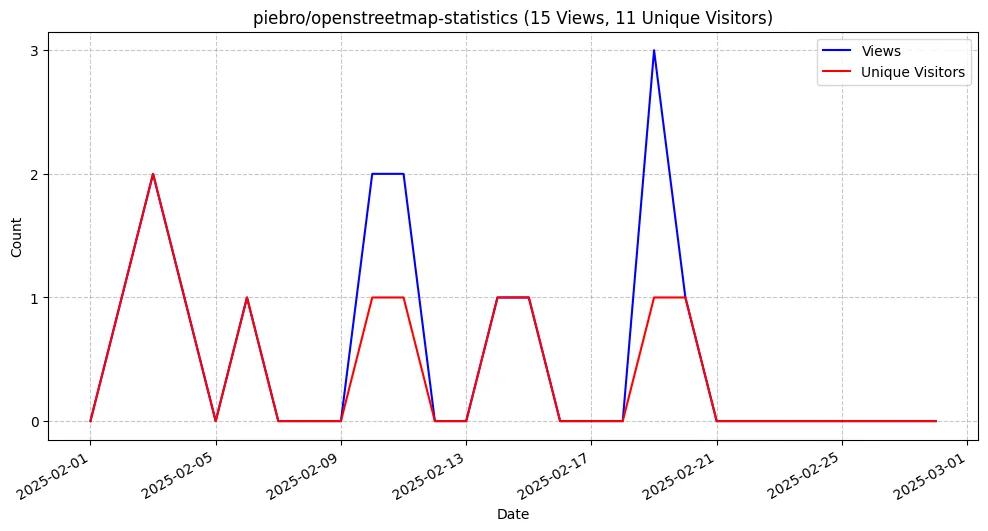 piebro/openstreetmap-statistics (15 Views, 11 Unique Visitors)
Views
Unique Visitors
Count
3
2
1
0
2025-02-01
2025-02-05
2025-02-09
2025-02-13
2025-02-17
2025-02-21
2025-02-25
2025-03-01
Date